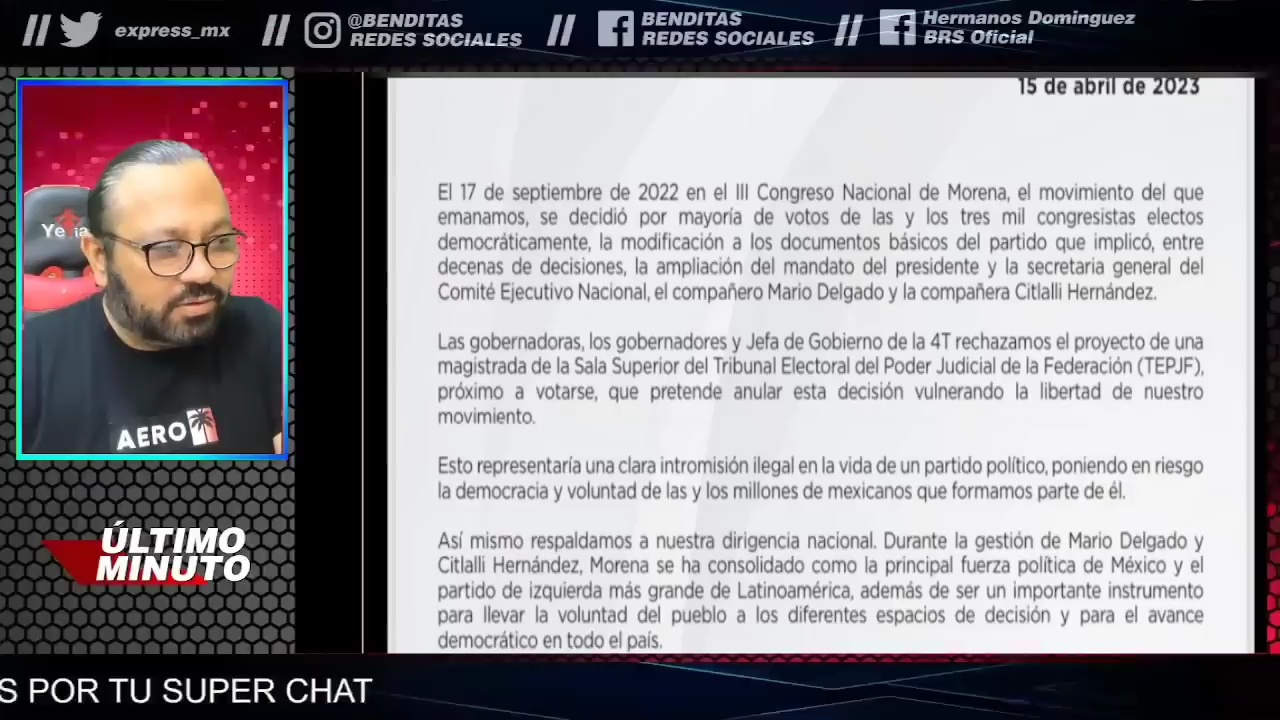 express_mx
@BENDITAS
REDES SOCIALES
BENDITAS
REDES SOCIALES
Hermanos Dominguez
BRS Oficial
15 de abril de 2023
El 17 de septiembre de 2022 en el III Congreso Nacional de Morena, el movimiento del que
emanamos, se decidió por mayoría de votos de las y los tres mil congresistas electos
democráticamente, la modificación a los documentos básicos del partido que implicó, entre
decenas de decisiones, la ampliación del mandato del presidente y la secretaria general del
Comité Ejecutivo Nacional, el compañero Mario Delgado y la compañera Citlalli Hernández.
Las gobernadoras, los gobernadores y Jefa de Gobierno de la 4T rechazamos el proyecto de una
magistrada de la Sala Superior del Tribunal Electoral del Poder Judicial de la Federación (TEPJF),
próximo a votarse, que pretende anular esta decisión vulnerando la libertad de nuestro
movimiento.
Esto representaría una clara intromisión ilegal en la vida de un partido político, poniendo en riesgo
la democracia y voluntad de las y los millones de mexicanos que formamos parte de él.
Así mismo respaldamos a nuestra dirigencia nacional. Durante la gestión de Mario Delgado y
Citlalli Hernández, Morena se ha consolidado como la principal fuerza política de México y el
partido de izquierda más grande de Latinoamérica, además de ser un importante instrumento
para llevar la voluntad del pueblo a los diferentes espacios de decisión y para el avance
democrático en todo el país.
AERO
ÚLTIMO
MINUTO
S POR TU SUPER CHAT